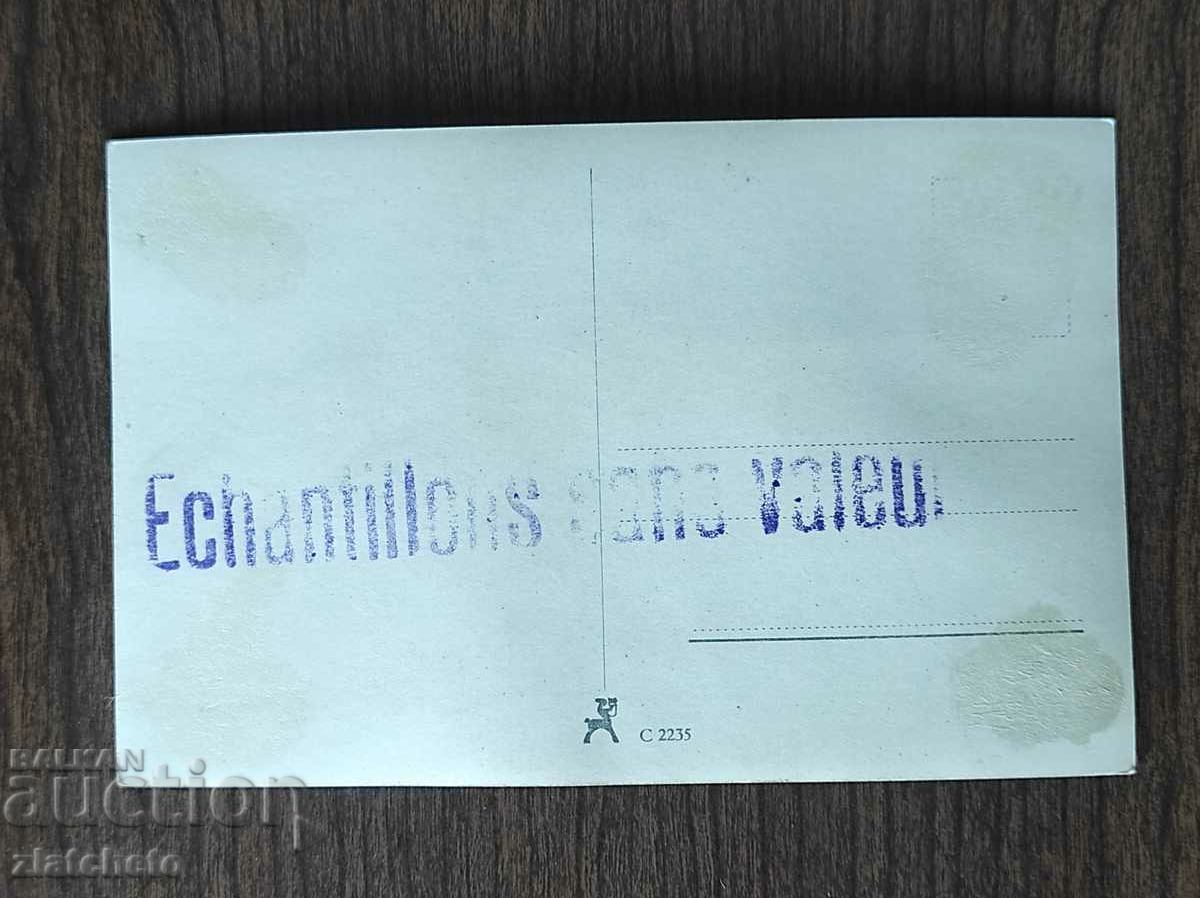 Echantillons sans valeur
C 2235
BALKAN
auction
zlatcheto